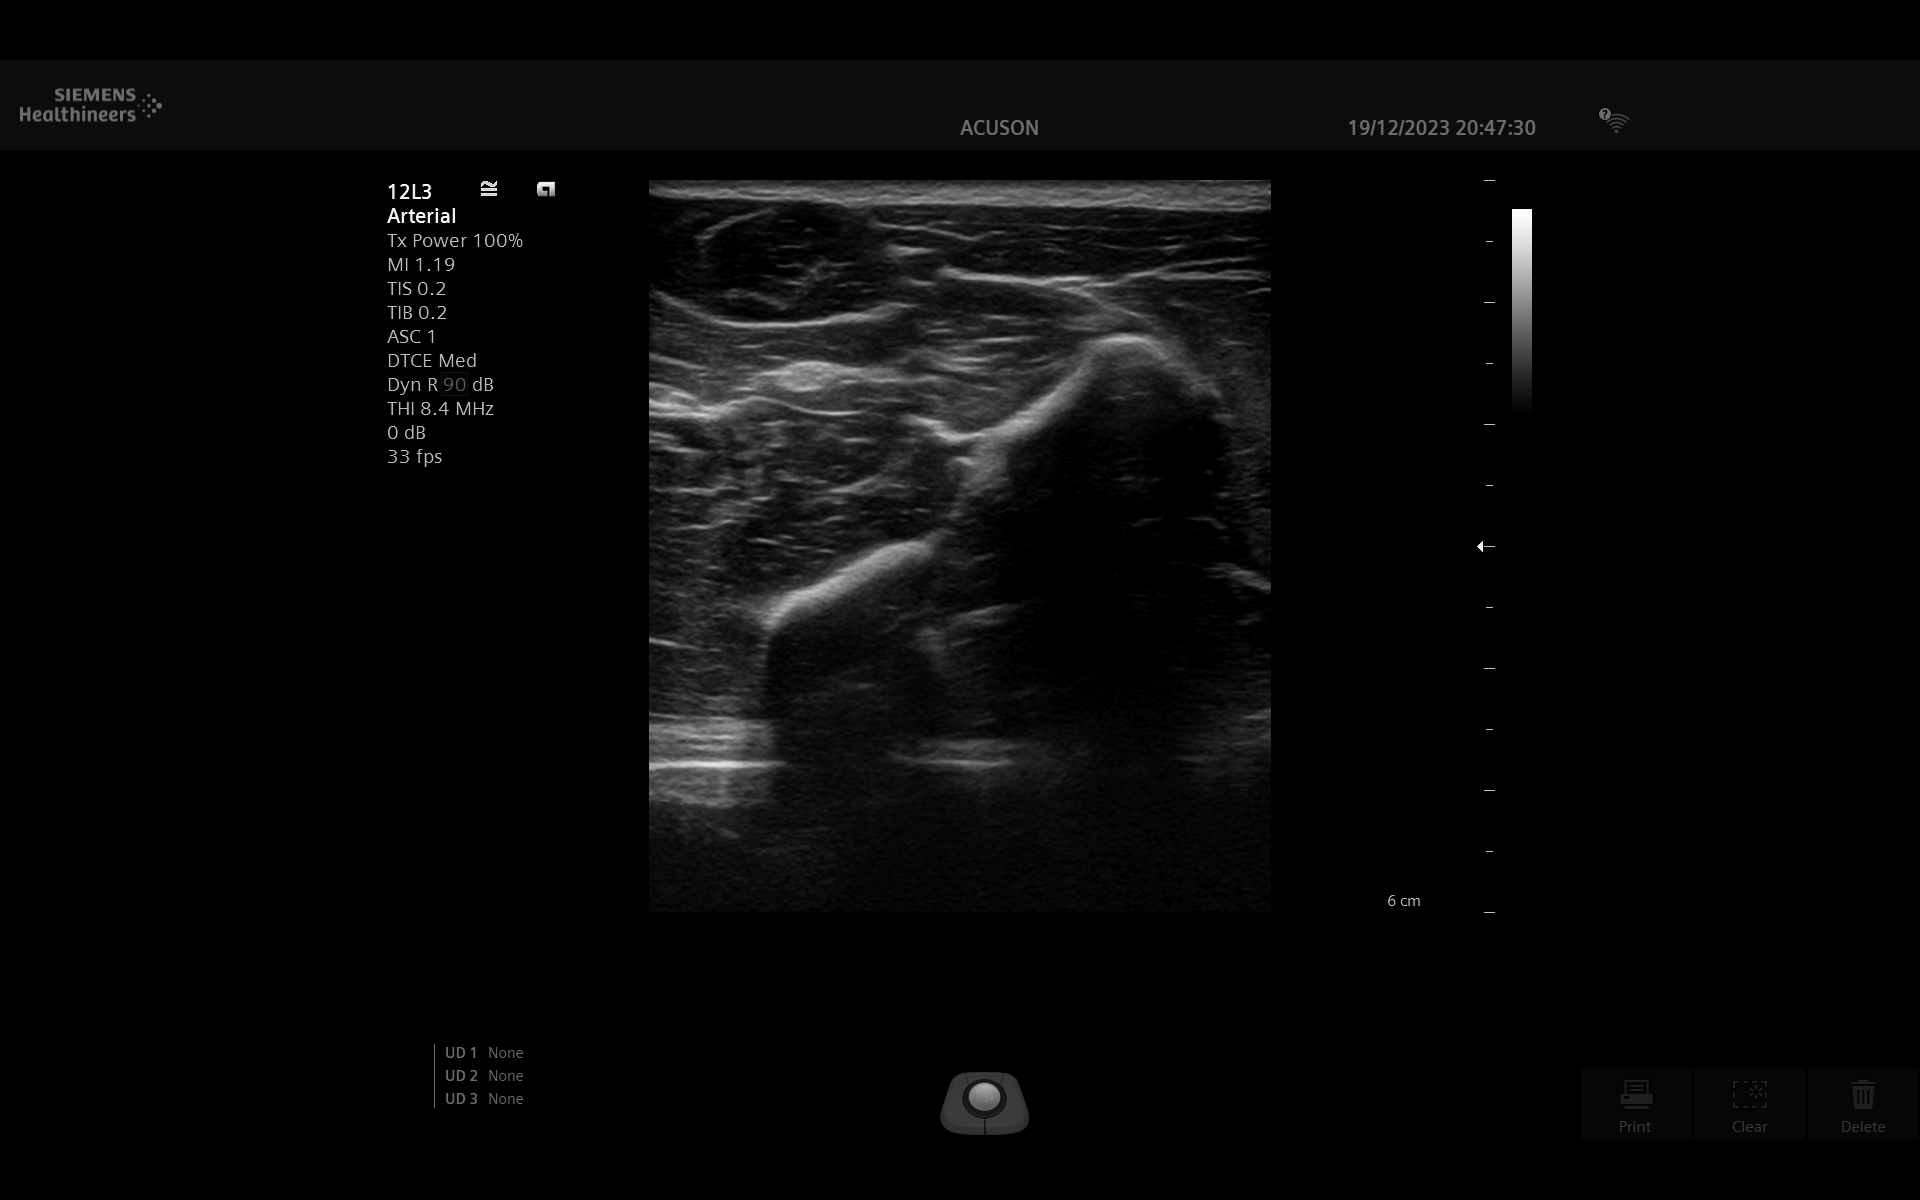 SIEMENS
Healthineers
ACUSON
19/12/2023 20:47:30
12L3
Arterial
Tx Power 100%
MI 1.19
TIS 0.2
TIB 0.2
ASC 1
DTCE Med
Dyn R 90 dB
THI 8.4 MHz
0 dB
33 fps
6 cm
UD 1 None
UD 2 None
UD 3 None
Print
Clear
Delete